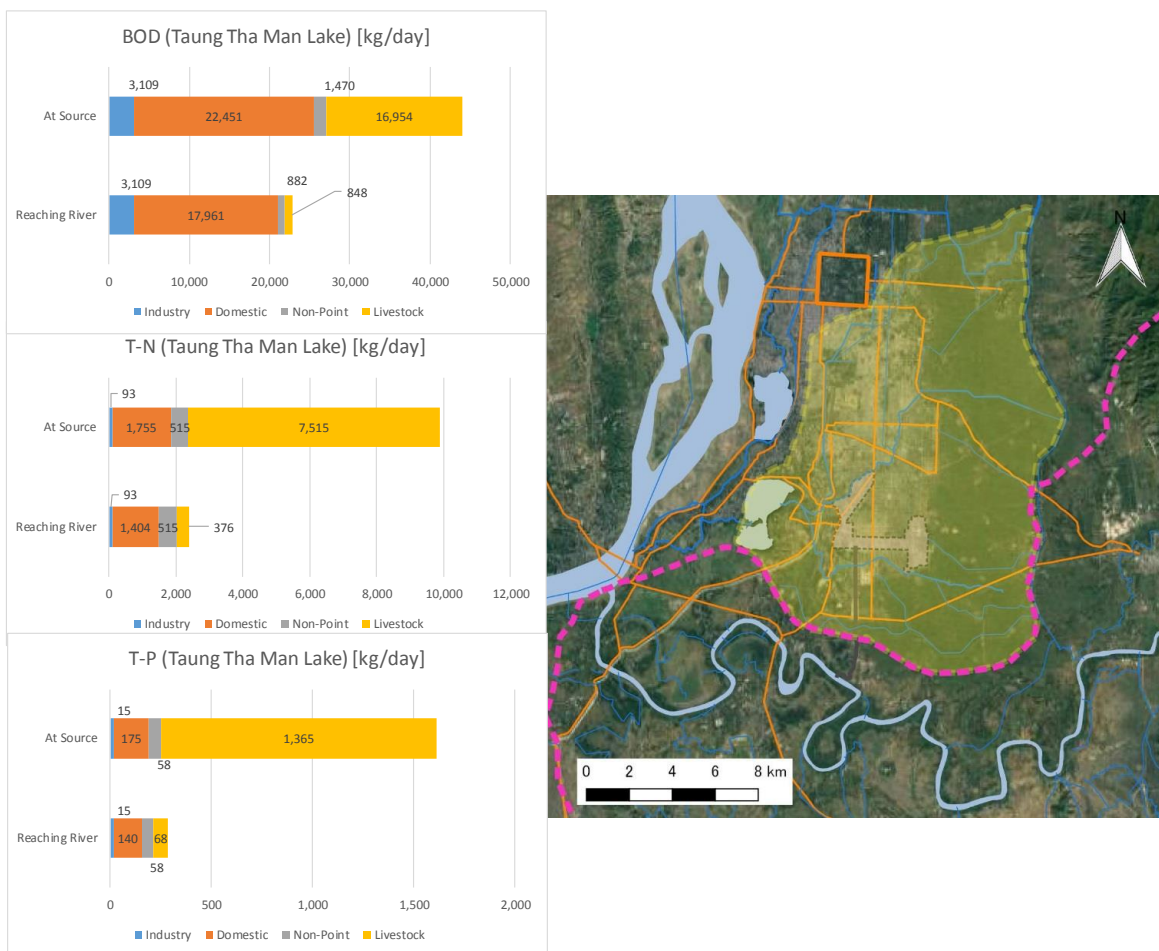 BOD (Taung Tha Man Lake) [kg/day]
3,109
1,470
At Source
22,451
16,954
3,109
882
848
Reaching River
17,961
0
10,000
20,000
30,000
40,000
50,000
Industry
Domestic
Non-Point
Livestock
T-N (Taung Tha Man Lake) [kg/day]
93
At Source
1,755
515
7,515
93
Reaching River
1,404
515
376
0
2,000
4,000
6,000
8,000
10,000
12,000
Industry
Domestic
Non-Point
Livestock
T-P (Taung Tha Man Lake) [kg/day]
15
At Source
175
1,365
58
15
Reaching River
140
68
58
0
500
1,000
1,500
2,000
Industry
Domestic
Non-Point
Livestock
N
0 2 4 6 8 km